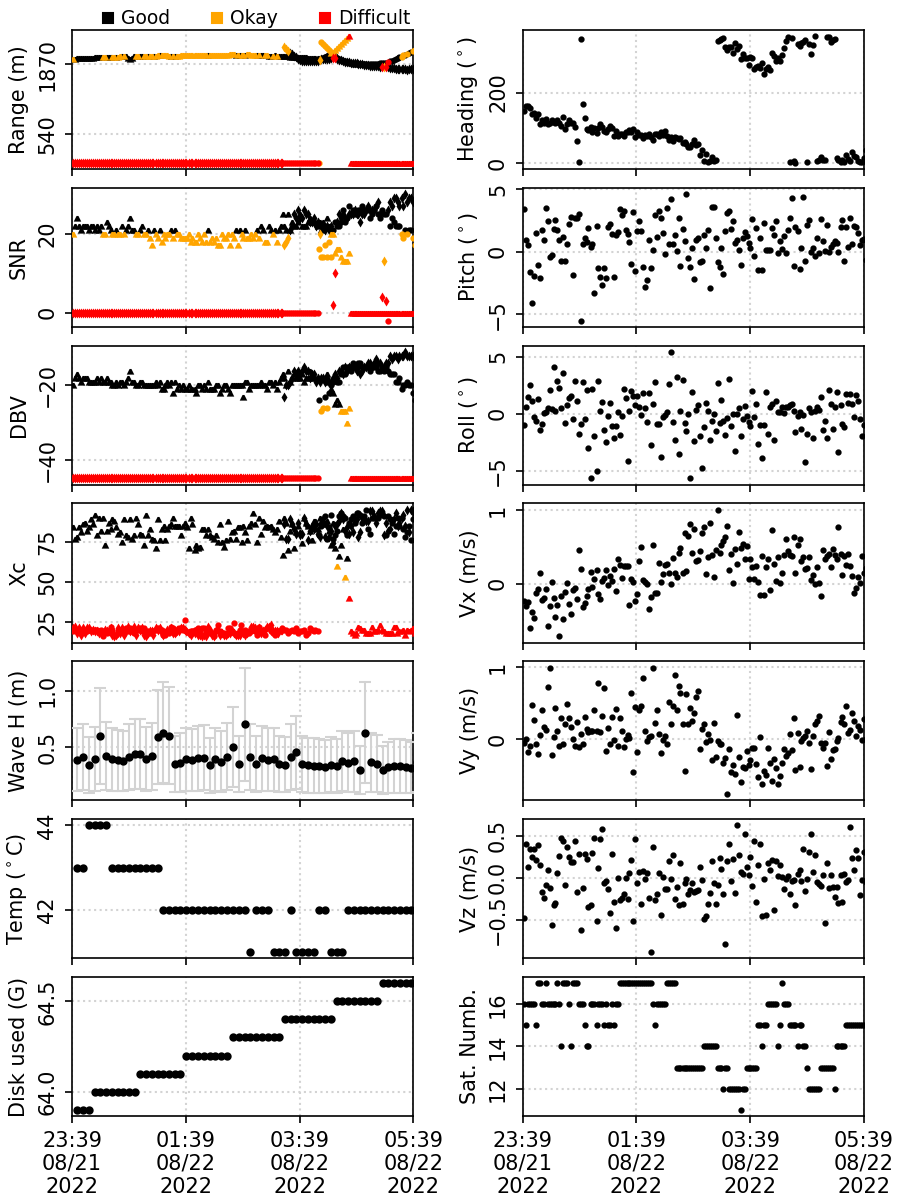 Good Okay Difficult
Range (m)
1870
540
Heading (°)
200
0
SNR
20
0
Pitch (°)
5
0
−5
DBV
−20
−40
Roll (°)
5
0
−5
Xc
75
50
25
Vx (m/s)
1
0
Wave H (m)
1.0
0.5
Vy (m/s)
1
0
Temp (°C)
44
42
Vz (m/s)
0.5
0.0
−0.5
Disk used (G)
64.5
64.0
Sat. Numb.
16
14
12
23:39 01:39 03:39 05:39
08/21 08/22 08/22 08/22
2022 2022 2022 2022
23:39 01:39 03:39 05:39
08/21 08/22 08/22 08/22
2022 2022 2022 2022